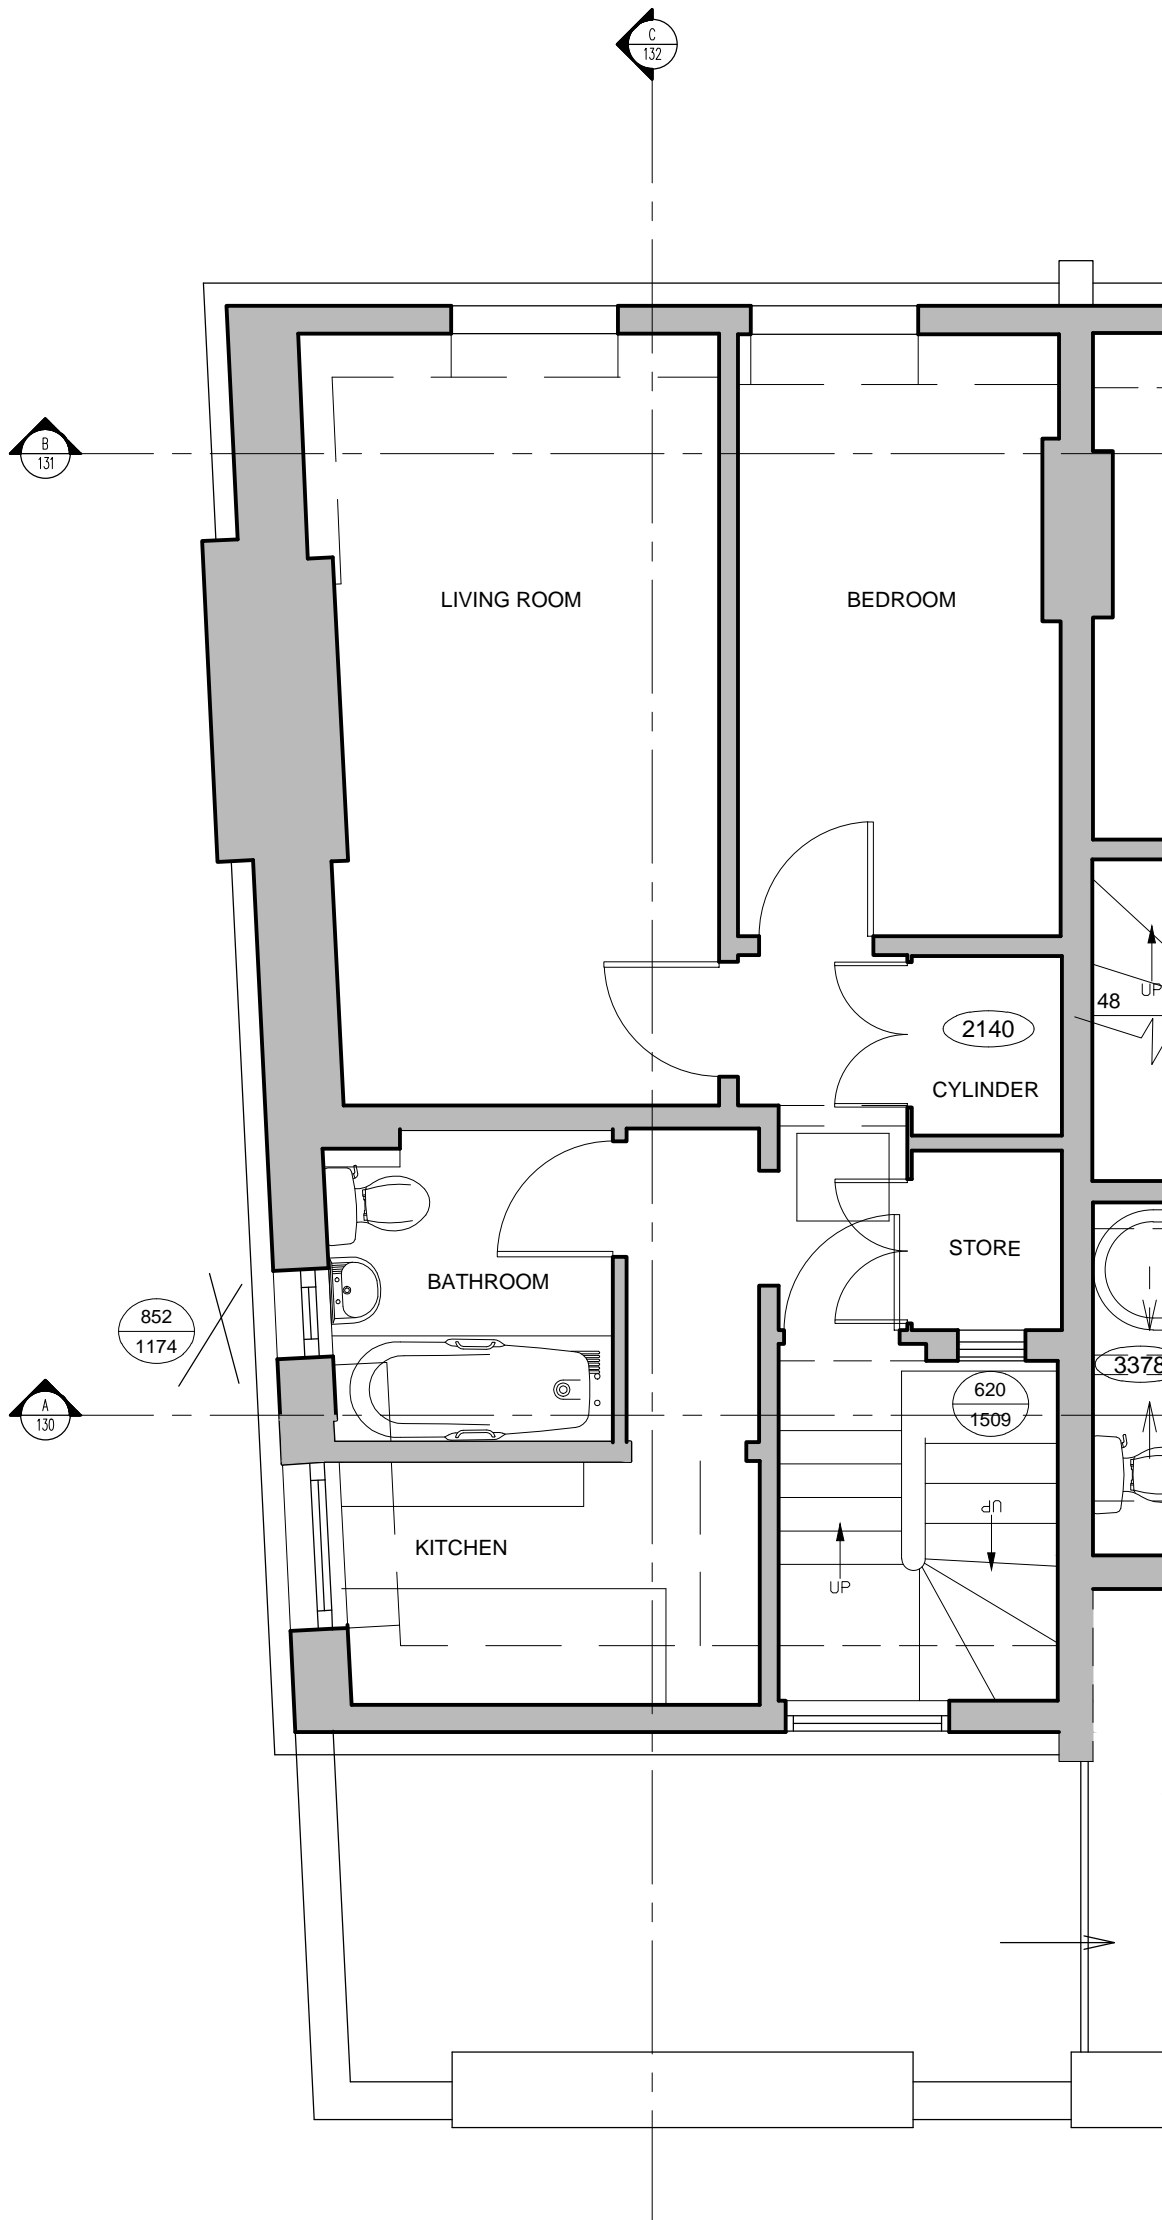 C
132
B
131
LIVING ROOM
BEDROOM
UP
48
2140
CYLINDER
STORE
BATHROOM
852
1174
3378
620
1509
A
130
UP
KITCHEN
UP